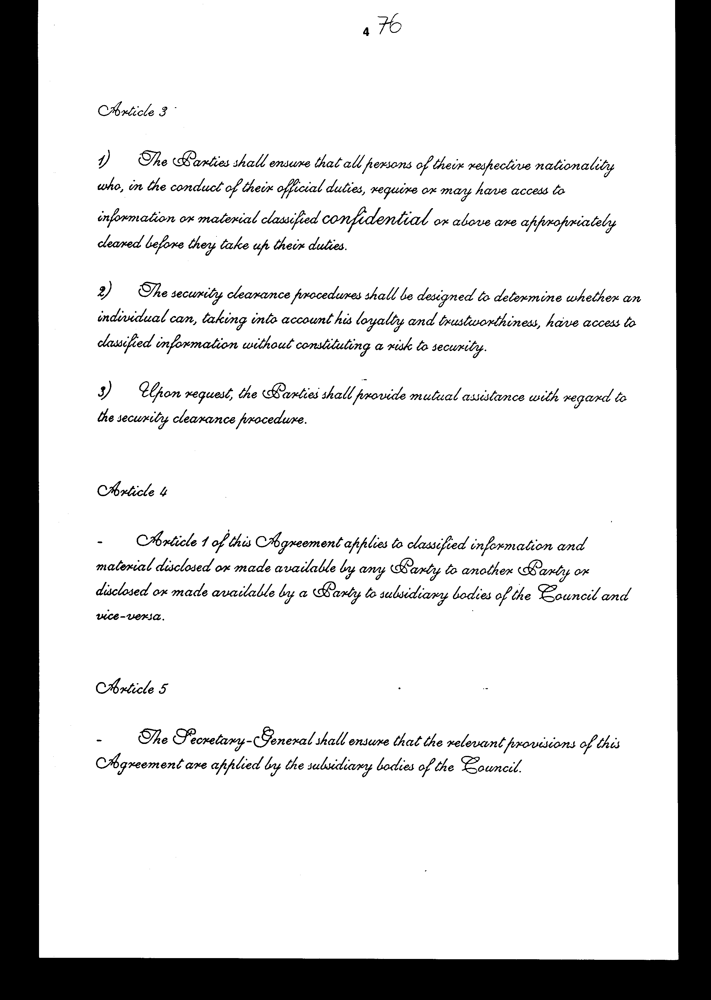 4 76
Article 3
1) The Parties shall ensure that all persons of their respective nationality
who, in the conduct of their official duties, require or may have access to
information or material classified confidential or above are appropriately
cleared before they take up their duties.
2) The security clearance procedures shall be designed to determine whether an
individual can, taking into account his loyalty and trustworthiness, have access to
classified information without constituting a risk to security.
3) Upon request, the Parties shall provide mutual assistance with regard to
the security clearance procedure.
Article 4
- Article 1 of this Agreement applies to classified information and
material disclosed or made available by any Party to another Party or
disclosed or made available by a Party to subsidiary bodies of the Council and
vice-versa.
Article 5
- The Secretary-General shall ensure that the relevant provisions of this
Agreement are applied by the subsidiary bodies of the Council.